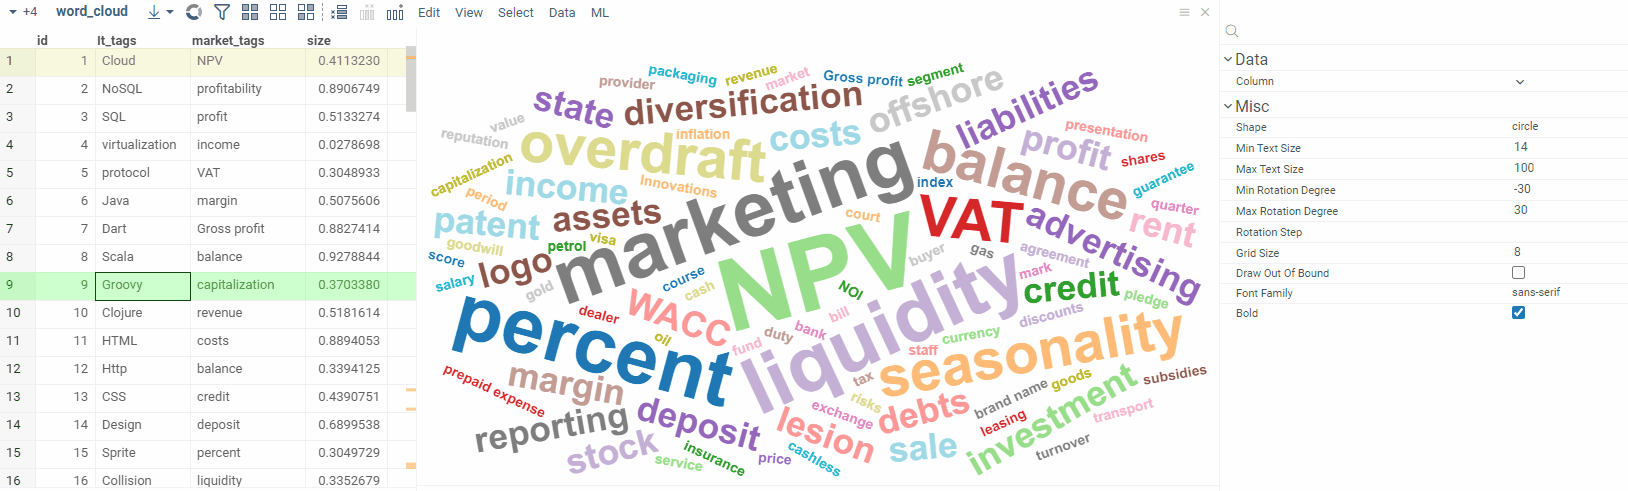 +4 word_cloud Edit View Select Data ML
id lt_tags market_tags size
1 1 Cloud NPV 0.4113230
2 2 NoSQL profitability 0.8906749
3 3 SQL profit 0.5133274
4 4 virtualization income 0.0278698
5 5 protocol VAT 0.3048933
6 6 Java margin 0.5075606
7 7 Dart Gross profit 0.8827414
8 8 Scala balance 0.9278844
9 9 Groovy capitalization 0.3703380
10 10 Clojure revenue 0.5181614
11 11 HTML costs 0.8894053
12 12 Http balance 0.3394125
13 13 CSS credit 0.4390751
14 14 Design deposit 0.6899538
15 15 Sprite percent 0.3049729
16 16 Collision liquidity 0.3352679
packaging
revenue
market
Gross profit
segment
provider
state
diversification
offshore
liabilities
value
reputation
overdraft
inflation
costs
balance
profit
presentation
shares
guarantee
capitalization
income
innovations
marketing
index
period
patent
assets
court
VAT
advertising
quarter
rent
goodwill
petrol
visa
NPV
buyer
gas
agreement
score
logo
course
mark
salary
gold
cash
NOI
liquidity
credit
pledge
percent
dealer
WACC
bill
discounts
oil
fund
duty
bank
currency
seasonality
staff
prepaid expense
margin
tax
brand name
goods
subsidies
reporting
deposit
risks
exchange
debts
leasing
investment
transport
stock
service
insurance
price
lesion
cashless
sale
turnover
Data
Column
Misc
Shape circle
Min Text Size 14
Max Text Size 100
Min Rotation Degree -30
Max Rotation Degree 30
Rotation Step
Grid Size 8
Draw Out Of Bound
Font Family sans-serif
Bold